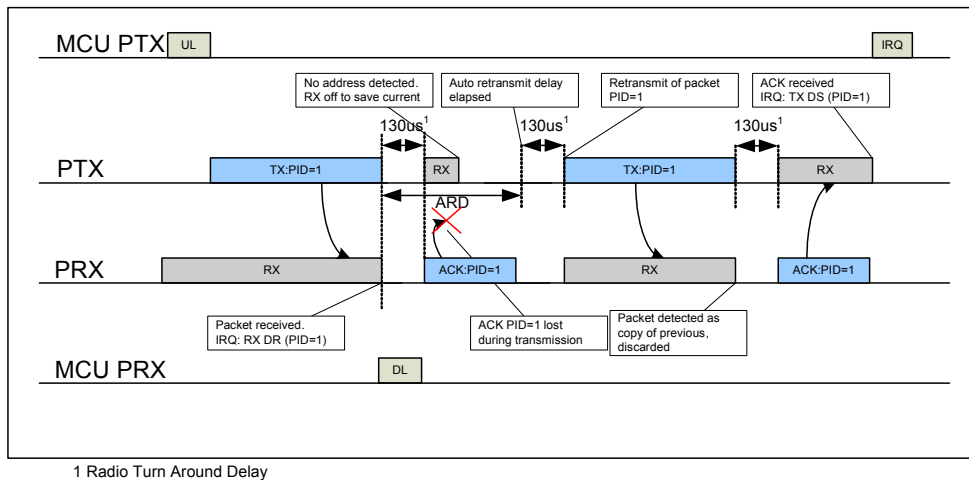 MCU PTX
UL
IRQ
No address detected.
RX off to save current
Auto retransmit delay
elapsed
Retransmit of packet
PID=1
ACK received
IRQ: TX DS (PID=1)
130us1
130us1
130us1
PTX
TX:PID=1
RX
TX:PID=1
RX
ARD
PRX
RX
ACK:PID=1
RX
ACK:PID=1
Packet received.
IRQ: RX DR (PID=1)
ACK PID=1 lost
during transmission
Packet detected as
copy of previous,
discarded
MCU PRX
DL
1 Radio Turn Around Delay